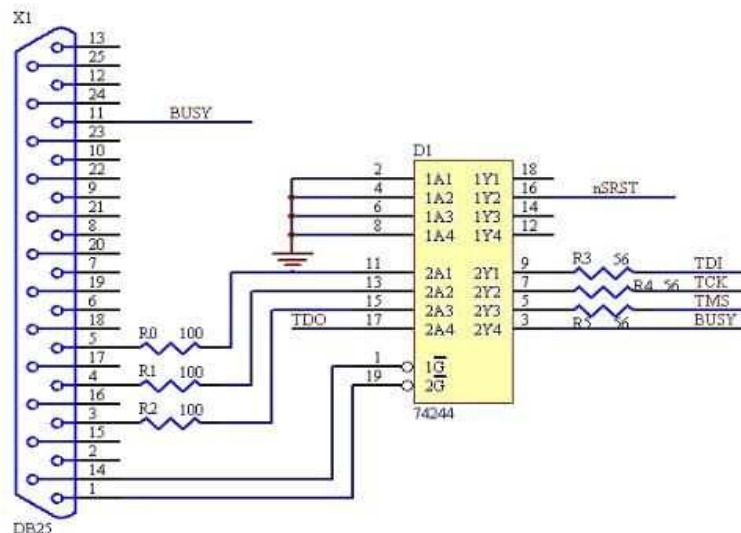 X1
13
25
12
24
11 BUSY
23
10
22
9
21
8
20
7
19
6
18
5 R0 100
17
4 R1 100
16
3 R2 100
15
2
14
1
DB25
D1
2 1A1 1Y1 18
4 1A2 1Y2 16 nSRST
6 1A3 1Y3 14
8 1A4 1Y4 12
11 2A1 2Y1 9 R3 56 TDI
13 2A2 2Y2 7 R4 56 TCK
15 2A3 2Y3 5 R5 56 TMS
TDO 17 2A4 2Y4 3 BUSY
1 1G
19 2G
74244